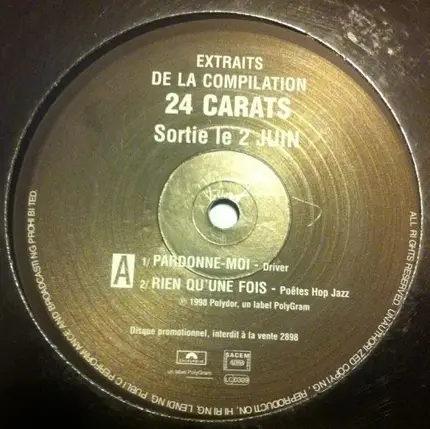 EXTRAITS
DE LA COMPILATION
24 CARATS
Sortie le 2 JUIN
A
1/ PARDONNE-MOI - Driver
2/ RIEN QU'UNE FOIS - Poêtes Hop Jazz
℗ 1998 Polydor, un label PolyGram
Disque promotionnel, interdit à la vente 2898
un label PolyGram
SACEM
LC0309
ALL RIGHTS RESERVED. UNAUTHORIZED COPYING, REPRODUCTION, HIRING, LENDING, PUBLIC PERFORMANCE AND BROADCASTING PROHIBITED.